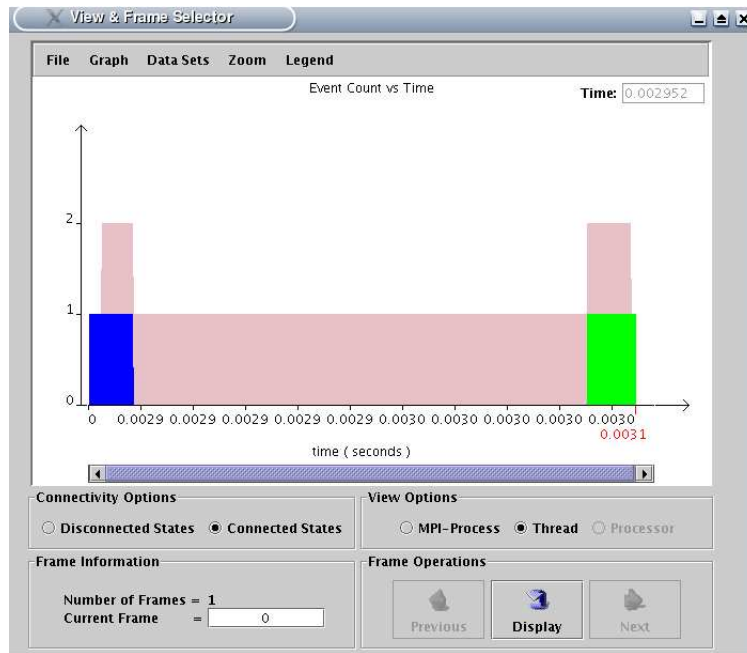 View & Frame Selector
File Graph Data Sets Zoom Legend
Event Count vs Time
Time: 0.002952
2
1
0
0 0.0029 0.0029 0.0029 0.0029 0.0029 0.0030 0.0030 0.0030 0.0030 0.0030
0.0031
time ( seconds )
Connectivity Options
Disconnected States Connected States
View Options
MPI-Process Thread Processor
Frame Information
Number of Frames = 1
Current Frame = 0
Frame Operations
Previous Display Next